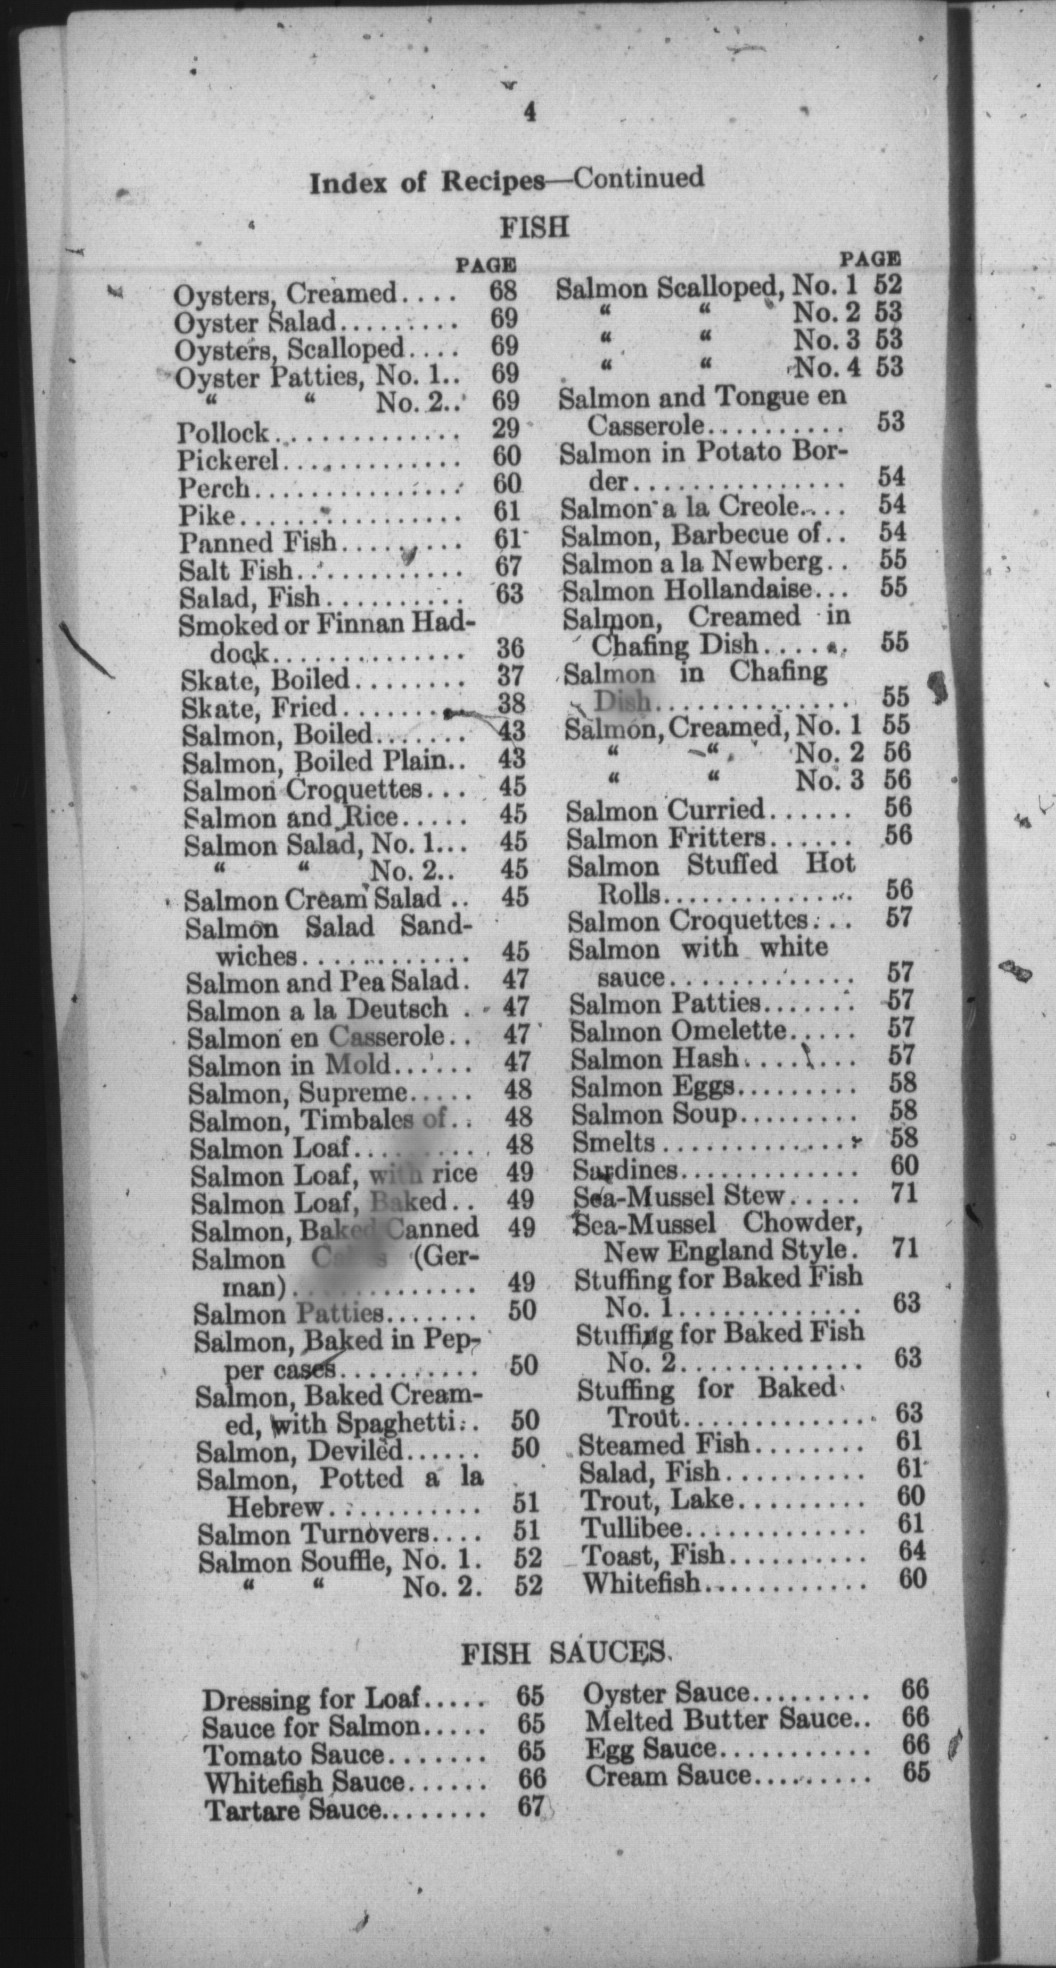 4
Index of Recipes—Continued
FISH
PAGE
Oysters, Creamed.... 68
Oyster Salad......... 69
Oysters, Scalloped.... 69
Oyster Patties, No. 1.. 69
“ “ No. 2.. 69
Pollock............. 29
Pickerel............. 60
Perch............... 60
Pike................ 61
Panned Fish......... 61
Salt Fish............ 67
Salad, Fish.......... 63
Smoked or Finnan Had-
dock.............. 36
Skate, Boiled........ 37
Skate, Fried......... 38
Salmon, Boiled....... 43
Salmon, Boiled Plain.. 43
Salmon Croquettes... 45
Salmon and Rice..... 45
Salmon Salad, No. 1... 45
“ “ No. 2.. 45
Salmon Cream Salad .. 45
Salmon Salad Sand-
wiches............ 45
Salmon and Pea Salad. 47
Salmon a la Deutsch .. 47
Salmon en Casserole.. 47
Salmon in Mold...... 47
Salmon, Supreme..... 48
Salmon, Timbales of.. 48
Salmon Loaf......... 48
Salmon Loaf, with rice 49
Salmon Loaf, Baked.. 49
Salmon, Baked Canned 49
Salmon Cakes (Ger-
man)............. 49
Salmon Patties....... 50
Salmon, Baked in Pep-
per cases.......... 50
Salmon, Baked Cream-
ed, with Spaghetti... 50
Salmon, Deviled...... 50
Salmon, Potted a la
Hebrew........... 51
Salmon Turnovers.... 51
Salmon Souffle, No. 1. 52
“ “ No. 2. 52
PAGE
Salmon Scalloped, No. 1 52
“ “ No. 2 53
“ “ No. 3 53
“ “ No. 4 53
Salmon and Tongue en
Casserole.......... 53
Salmon in Potato Bor-
der............... 54
Salmon a la Creole.... 54
Salmon, Barbecue of.. 54
Salmon a la Newberg.. 55
Salmon Hollandaise... 55
Salmon, Creamed in
Chafing Dish...... 55
Salmon in Chafing
Dish.............. 55
Salmon, Creamed, No. 1 55
“ “ No. 2 56
“ “ No. 3 56
Salmon Curried...... 56
Salmon Fritters...... 56
Salmon Stuffed Hot
Rolls.............. 56
Salmon Croquettes... 57
Salmon with white
sauce............. 57
Salmon Patties....... 57
Salmon Omelette..... 57
Salmon Hash........ 57
Salmon Eggs......... 58
Salmon Soup......... 58
Smelts.............. 58
Sardines............. 60
Sea-Mussel Stew..... 71
Sea-Mussel Chowder,
New England Style. 71
Stuffing for Baked Fish
No. 1............. 63
Stuffing for Baked Fish
No. 2............. 63
Stuffing for Baked
Trout.............. 63
Steamed Fish........ 61
Salad, Fish.......... 61
Trout, Lake......... 60
Tullibee............. 61
Toast, Fish.......... 64
Whitefish............ 60
FISH SAUCES.
Dressing for Loaf..... 65
Sauce for Salmon..... 65
Tomato Sauce....... 65
Whitefish Sauce...... 66
Tartare Sauce........ 67
Oyster Sauce......... 66
Melted Butter Sauce.. 66
Egg Sauce........... 66
Cream Sauce......... 65